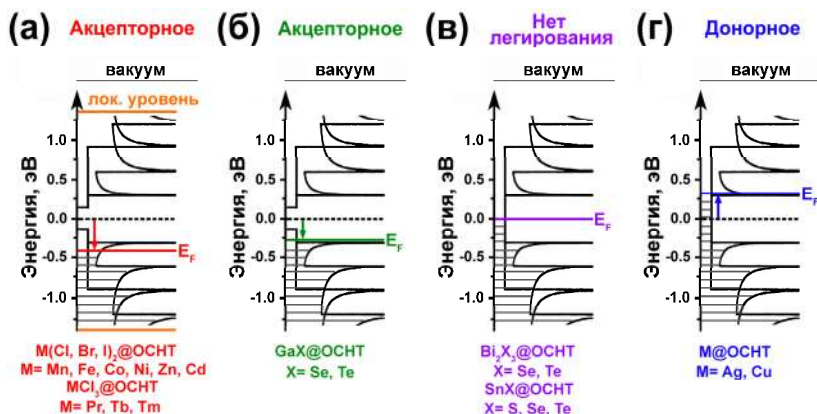 (а) Акцепторное
(б) Акцепторное
(в) Нет
легирования
(г) Донорное
вакуум
вакуум
вакуум
вакуум
лок. уровень
Энергия, эВ
1.0
0.5
0.0
-0.5
-1.0
E_F
Энергия, эВ
1.0
0.5
0.0
-0.5
-1.0
E_F
Энергия, эВ
1.0
0.5
0.0
-0.5
-1.0
E_F
Энергия, эВ
1.0
0.5
0.0
-0.5
-1.0
E_F
M(Cl, Br, I)₂@ОСНТ
M= Mn, Fe, Co, Ni, Zn, Cd
MCl₃@ОСНТ
M= Pr, Tb, Tm
GaX@ОСНТ
X= Se, Te
Bi₂X₃@ОСНТ
X= Se, Te
SnX@ОСНТ
X= S, Se, Te
M@ОСНТ
M= Ag, Cu